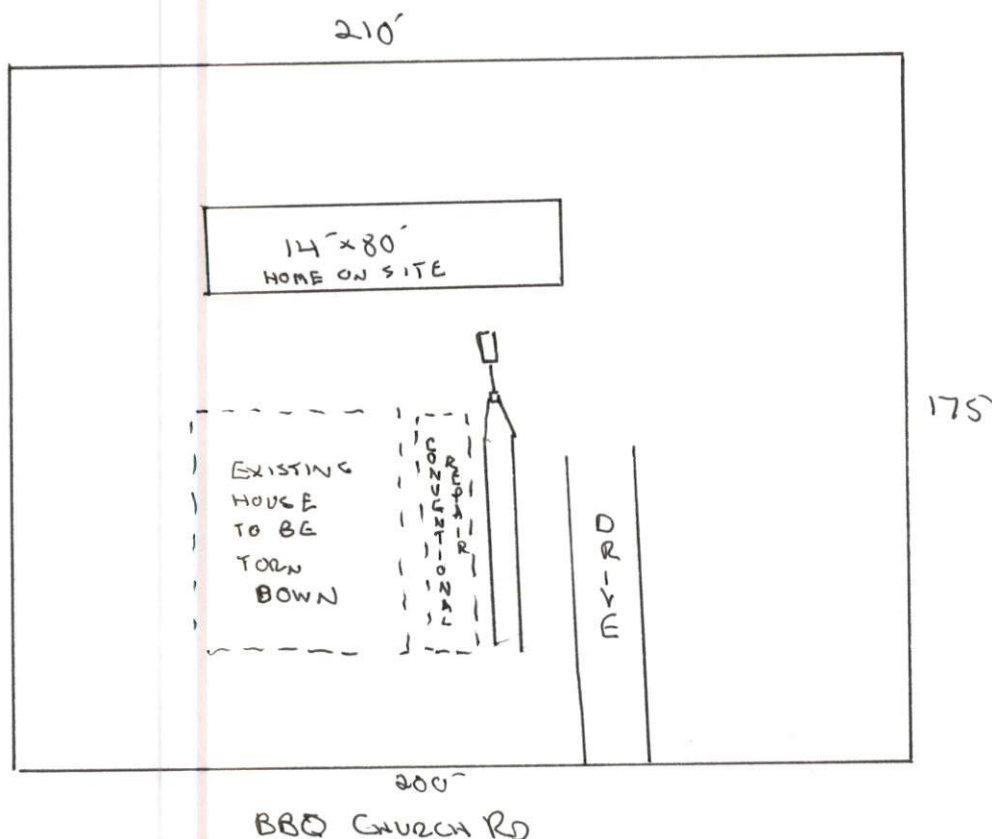 210'
14' x 80'
HOME ON SITE
175
EXISTING
HOUSE
TO BE
TORN
DOWN
CONVENTIONAL
REPAIR
DRIVE
200'
BBQ CHURCH RD